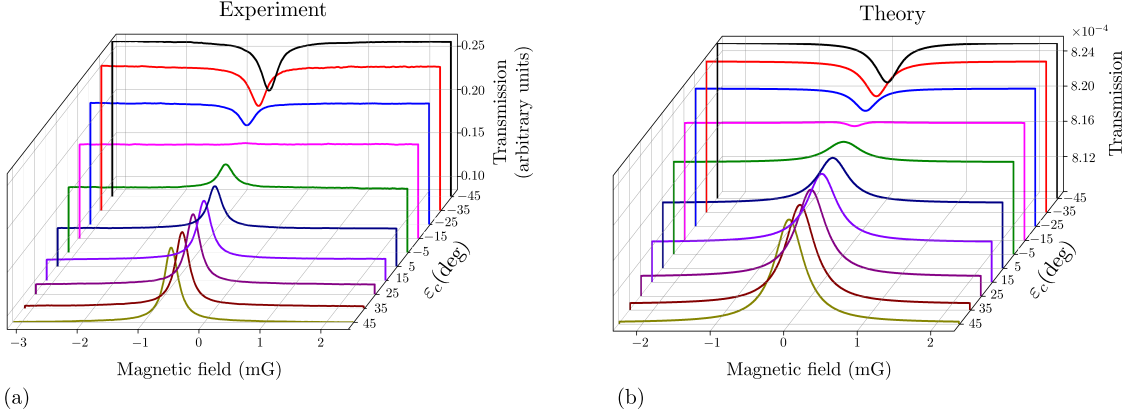 Experiment
0.25
0.20
0.15
0.10
Transmission
(arbitrary units)
−45
−35
−25
−15
−5
5
15
25
35
45
ε_c(deg)
−3 −2 −1 0 1 2
Magnetic field (mG)
(a)
Theory
×10⁻⁴
8.24
8.20
8.16
8.12
Transmission
−45
−35
−25
−15
−5
5
15
25
35
45
ε_c(deg)
−2 −1 0 1 2
Magnetic field (mG)
(b)